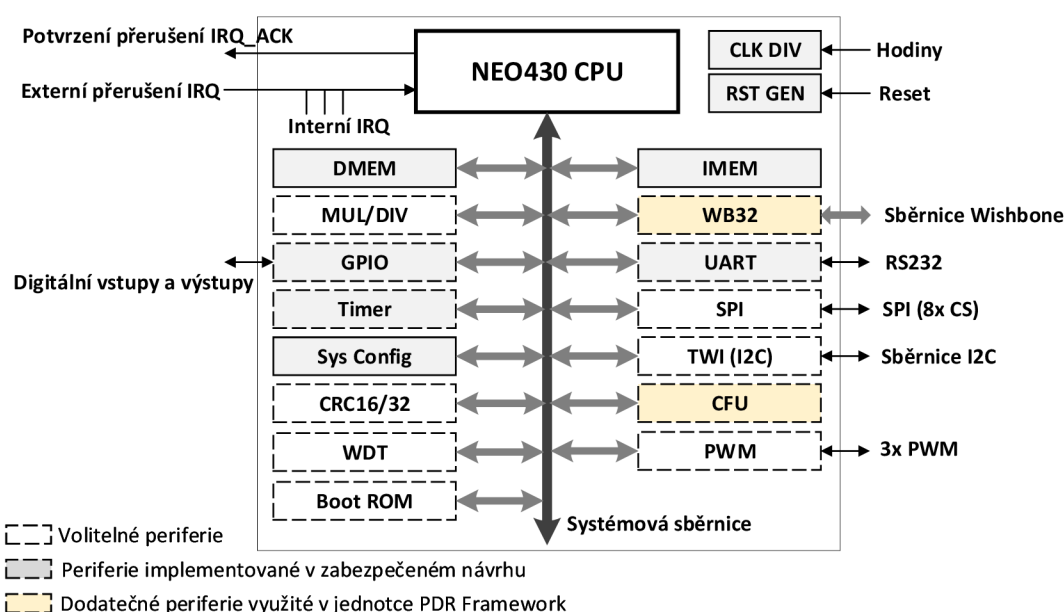 Potvrzení přerušení IRQ_ACK
NEO430 CPU
CLK DIV
Hodiny
Externí přerušení IRQ
RST GEN
Reset
Interní IRQ
DMEM
IMEM
MUL/DIV
WB32
Sběrnice Wishbone
GPIO
UART
RS232
Digitální vstupy a výstupy
Timer
SPI
SPI (8x CS)
Sys Config
TWI (I2C)
Sběrnice I2C
CRC16/32
CFU
WDT
PWM
3x PWM
Boot ROM
Systémová sběrnice
Volitelné periferie
Periferie implementované v zabezpečeném návrhu
Dodatečné periferie využité v jednotce PDR Framework